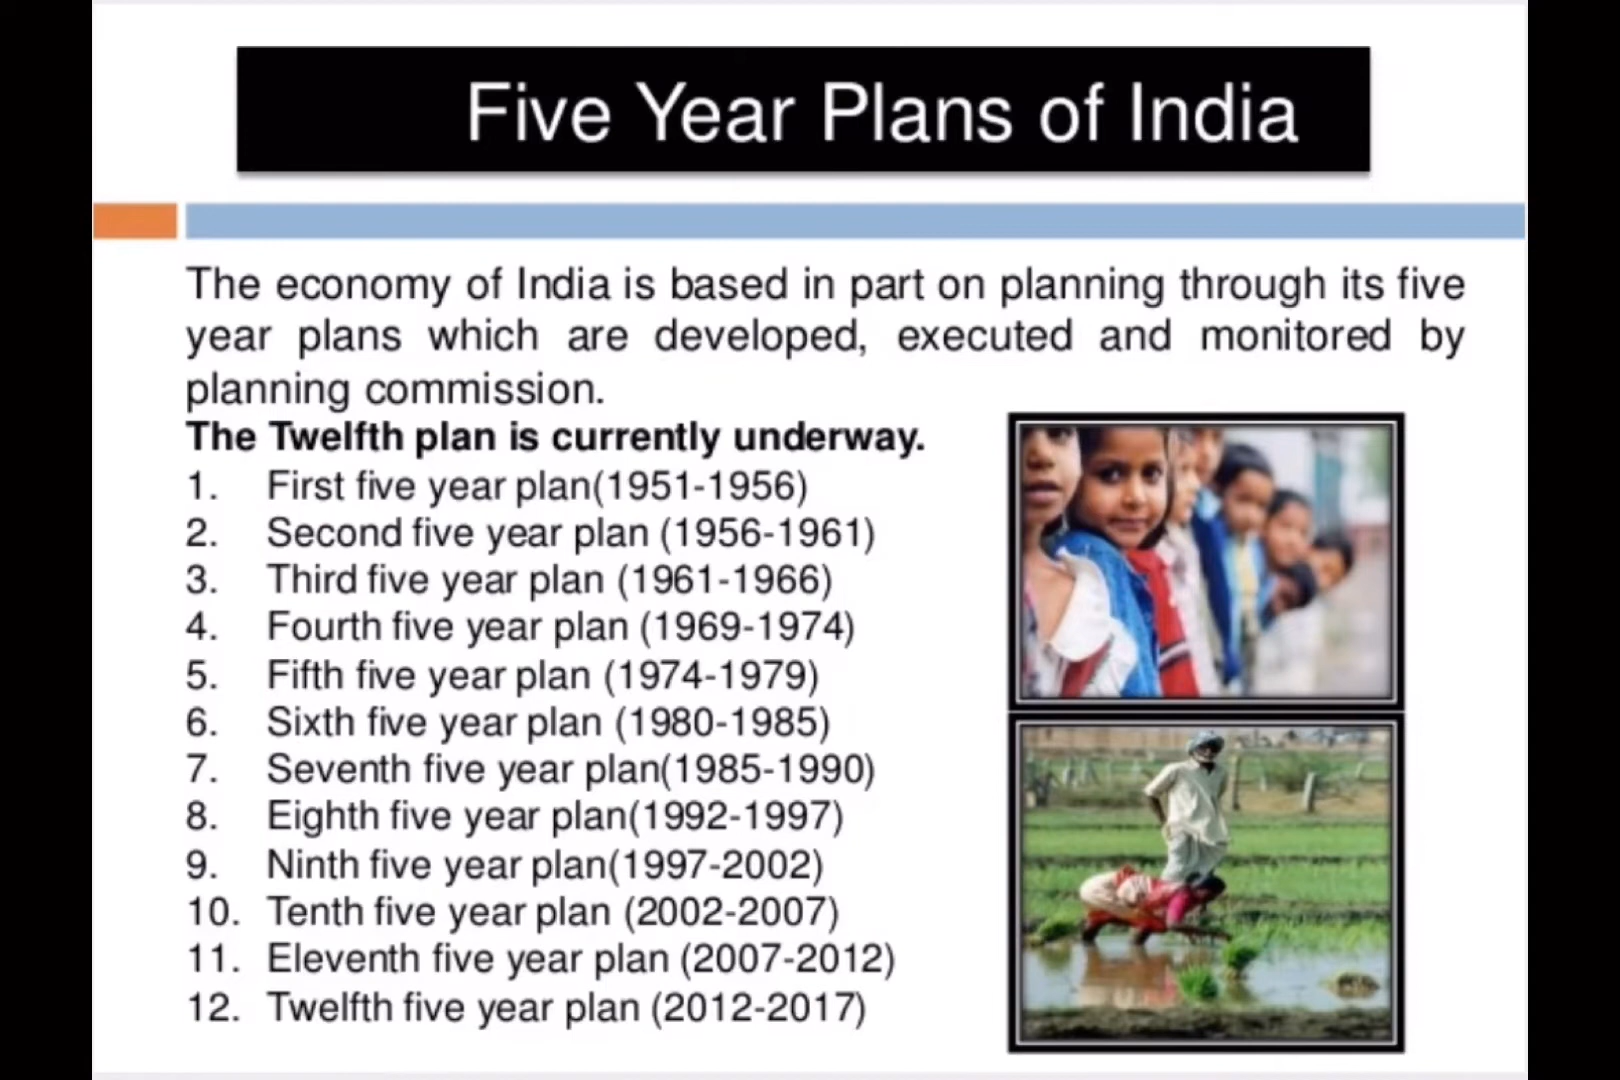 Five Year Plans of India
The economy of India is based in part on planning through its five
year plans which are developed, executed and monitored by
planning commission.
The Twelfth plan is currently underway.
1. First five year plan(1951-1956)
2. Second five year plan (1956-1961)
3. Third five year plan (1961-1966)
4. Fourth five year plan (1969-1974)
5. Fifth five year plan (1974-1979)
6. Sixth five year plan (1980-1985)
7. Seventh five year plan(1985-1990)
8. Eighth five year plan(1992-1997)
9. Ninth five year plan(1997-2002)
10. Tenth five year plan (2002-2007)
11. Eleventh five year plan (2007-2012)
12. Twelfth five year plan (2012-2017)